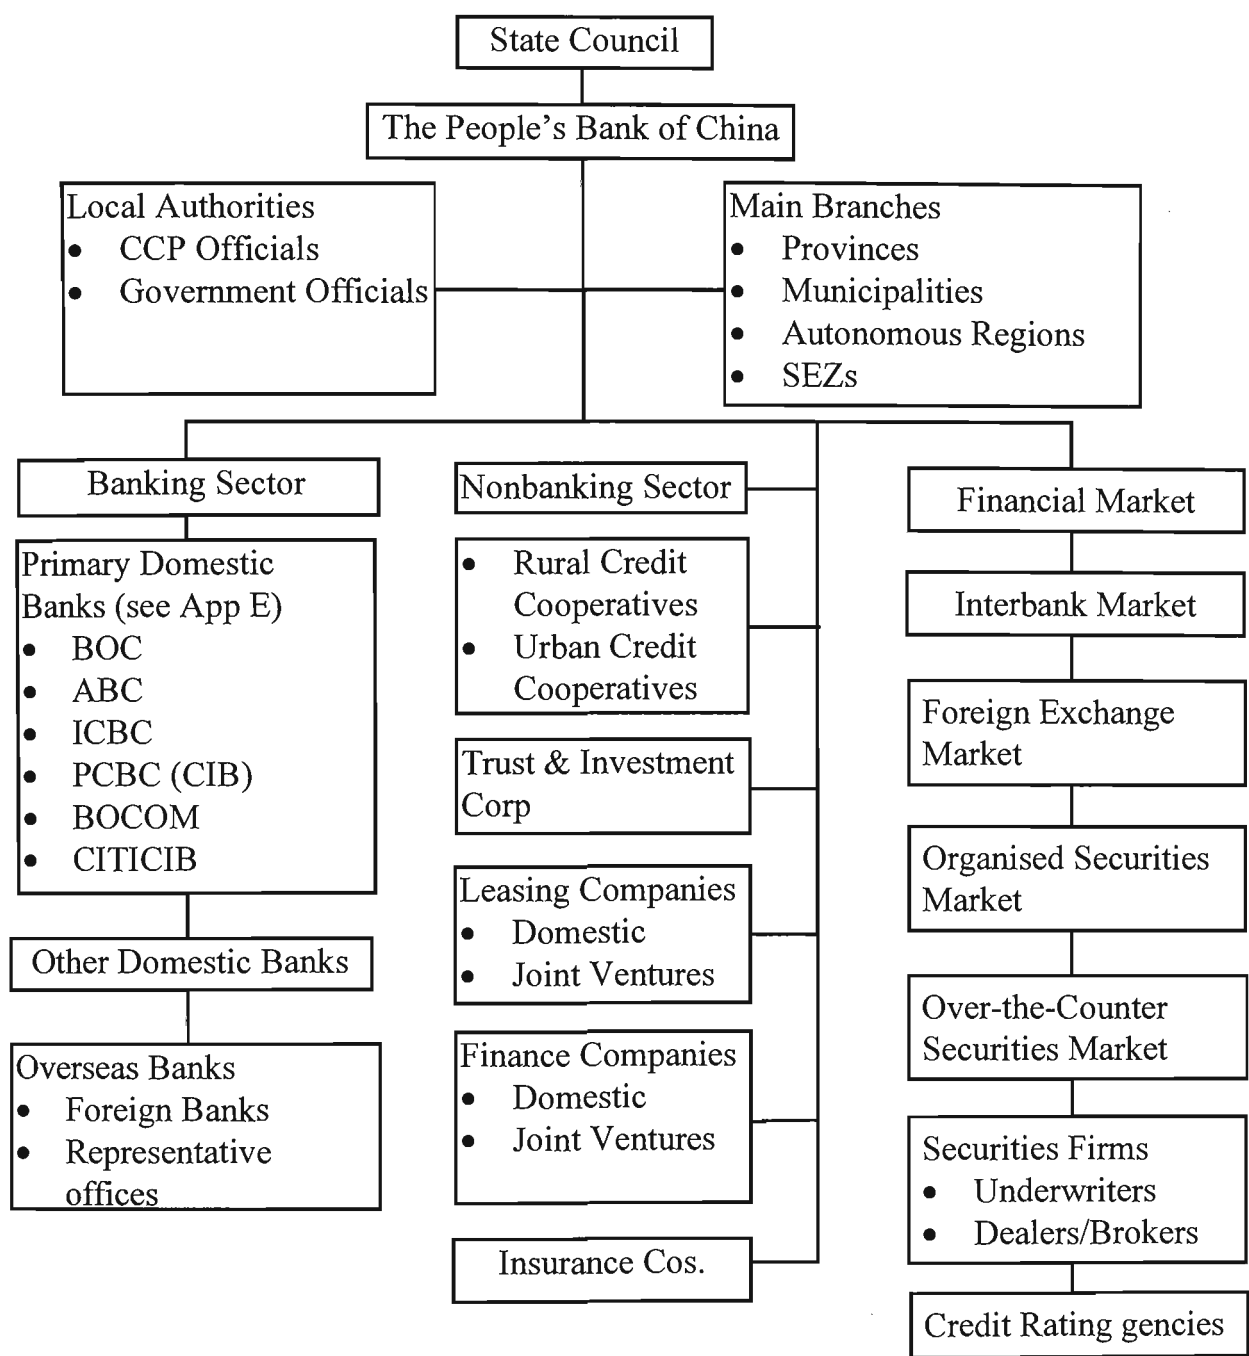 State Council
The People's Bank of China
Local Authorities
• CCP Officials
• Government Officials
Main Branches
• Provinces
• Municipalities
• Autonomous Regions
• SEZs
Banking Sector
Primary Domestic
Banks (see App E)
• BOC
• ABC
• ICBC
• PCBC (CIB)
• BOCOM
• CITICIB
Other Domestic Banks
Overseas Banks
• Foreign Banks
• Representative
offices
Nonbanking Sector
• Rural Credit
Cooperatives
• Urban Credit
Cooperatives
Trust & Investment
Corp
Leasing Companies
• Domestic
• Joint Ventures
Finance Companies
• Domestic
• Joint Ventures
Insurance Cos.
Financial Market
Interbank Market
Foreign Exchange
Market
Organised Securities
Market
Over-the-Counter
Securities Market
Securities Firms
• Underwriters
• Dealers/Brokers
Credit Rating gencies